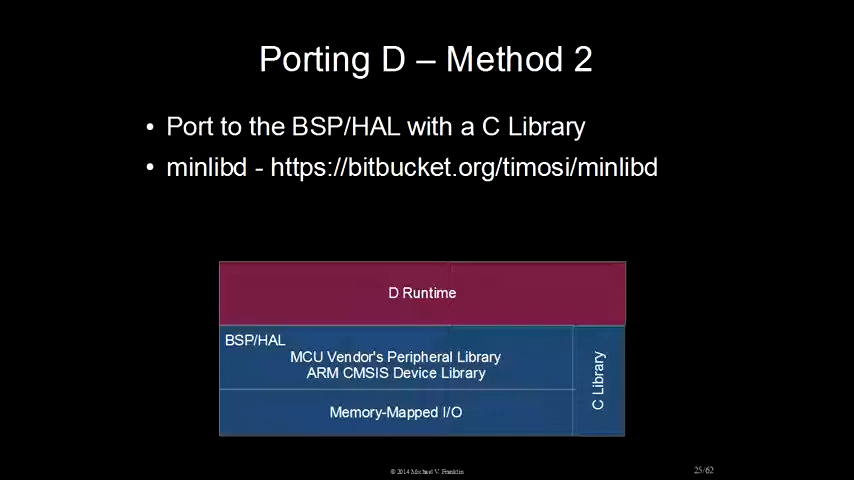 Porting D – Method 2
• Port to the BSP/HAL with a C Library
• minlibd - https://bitbucket.org/timosi/minlibd
D Runtime
BSP/HAL
MCU Vendor's Peripheral Library
ARM CMSIS Device Library
C Library
Memory-Mapped I/O
© 2014 Michael V. Franklin
25/62